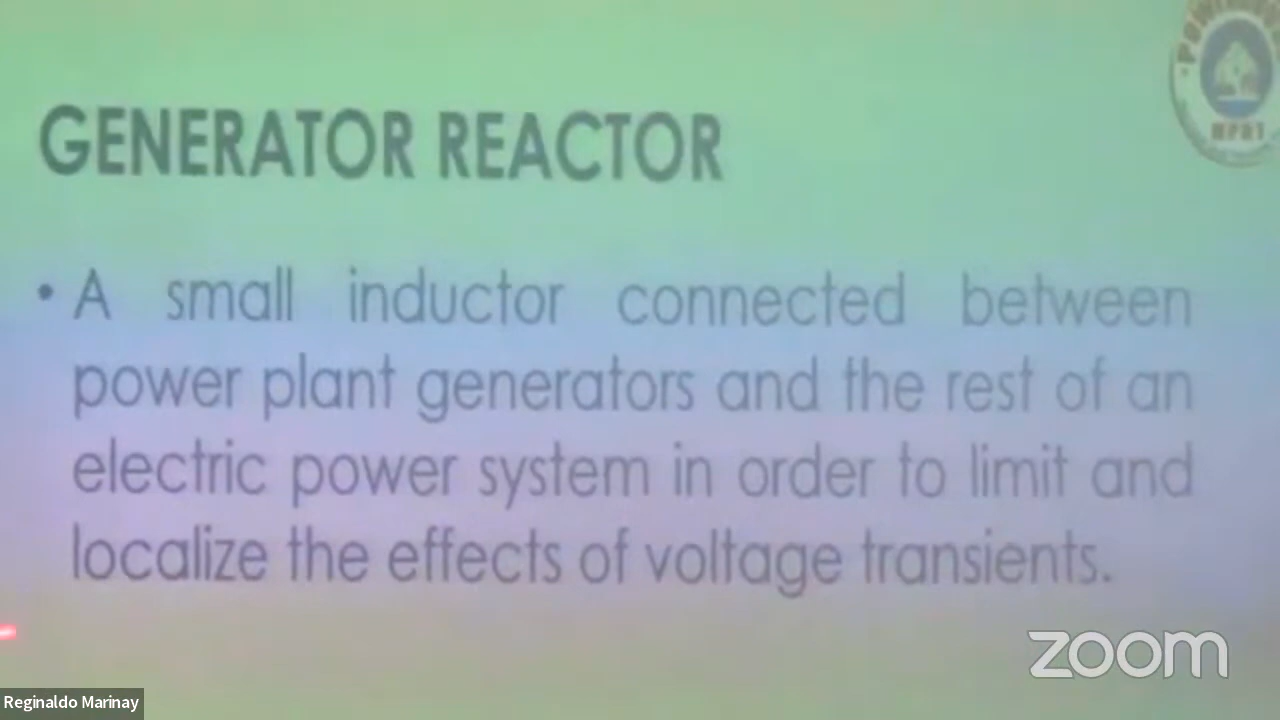 GENERATOR REACTOR
• A small inductor connected between
power plant generators and the rest of an
electric power system in order to limit and
localize the effects of voltage transients.
zoom
Reginaldo Marinay